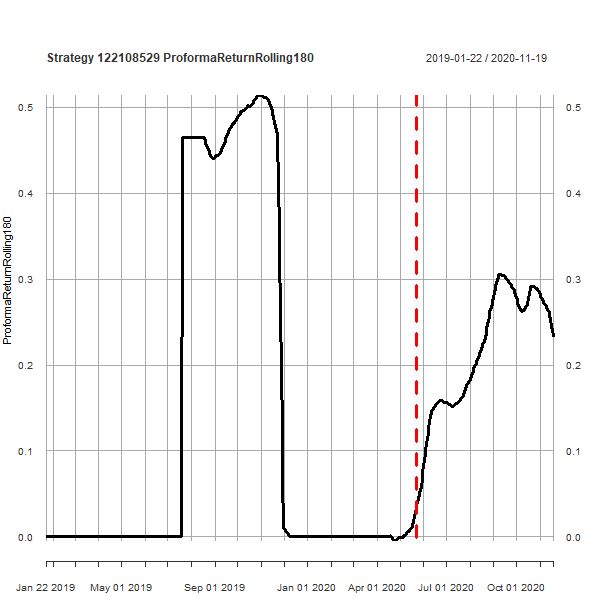 Strategy 122108529 ProformaReturnRolling180
2019-01-22 / 2020-11-19
0.5 0.5
0.4 0.4
0.3 0.3
0.2 0.2
0.1 0.1
0.0 0.0
ProformaReturnRolling180
Jan 22 2019 May 01 2019 Sep 01 2019 Jan 01 2020 Apr 01 2020 Jul 01 2020 Oct 01 2020